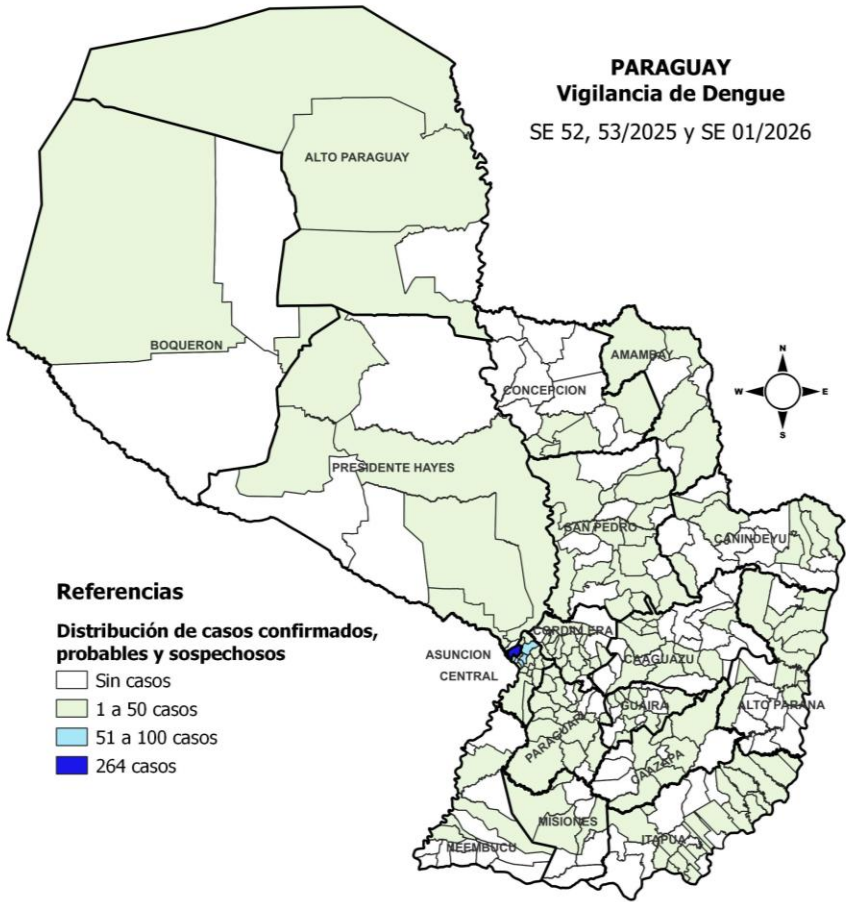 PARAGUAY
Vigilancia de Dengue
SE 52, 53/2025 y SE 01/2026
ALTO PARAGUAY
BOQUERON
AMAMBAY
CONCEPCION
N
W
E
S
PRESIDENTE HAYES
SAN PEDRO
CANINDEYU
CORDILLERA
ASUNCION
CENTRAL
CAAGUAZU
GUAIRA
ALTO PARANA
PARAGUARI
CAAZAPA
MISIONES
ITAPUA
ÑEEMBUCU
Referencias
Distribución de casos confirmados,
probables y sospechosos
Sin casos
1 a 50 casos
51 a 100 casos
264 casos